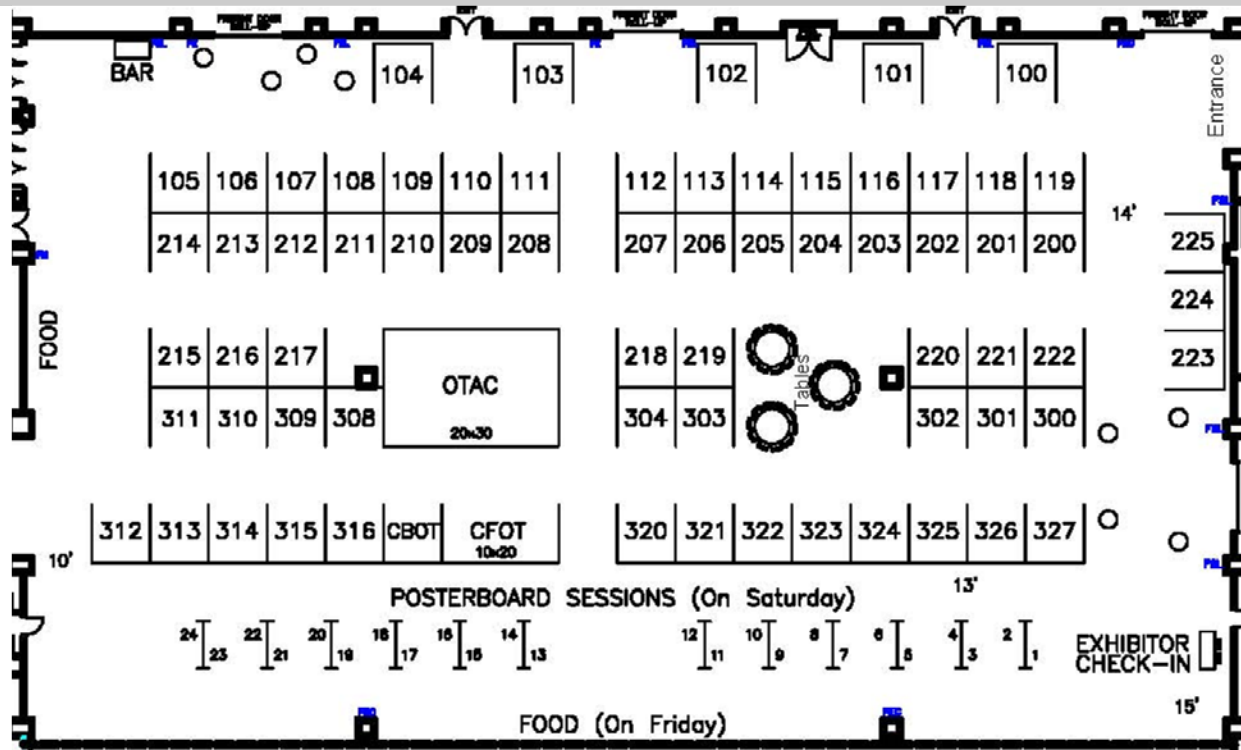 EXIT
EXIT
BAR
104
103
102
101
100
Entrance
105 106 107 108 109 110 111
112 113 114 115 116 117 118 119
14'
214 213 212 211 210 209 208
207 206 205 204 203 202 201 200
225
224
223
FOOD
215 216 217
OTAC
20x30
218 219
Tables
220 221 222
311 310 309 308
304 303
302 301 300
312 313 314 315 316 CBOT CFOT
10x20
320 321 322 323 324 325 326 327
10'
13'
POSTERBOARD SESSIONS (On Saturday)
24 22 20 18 16 14 12 10 8 6 4 2
23 21 19 17 15 13 11 9 7 5 3 1
EXHIBITOR
CHECK-IN
15'
FOOD (On Friday)